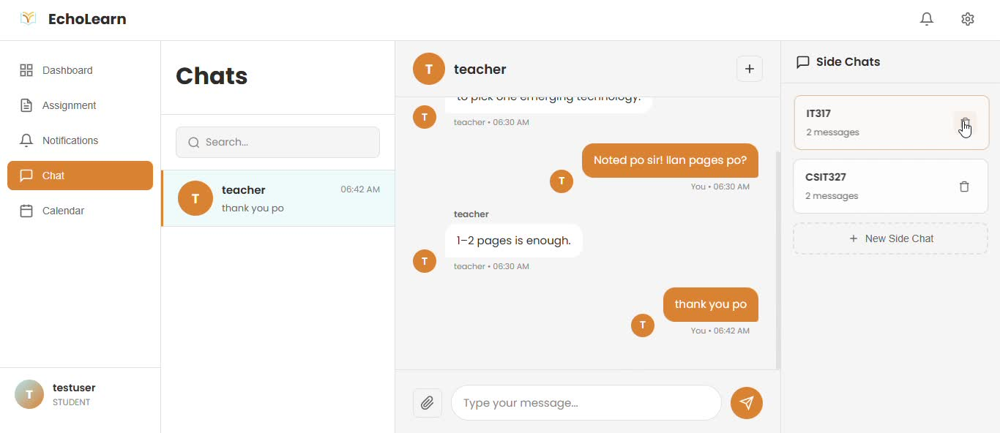 EchoLearn
Dashboard
Assignment
Notifications
Chat
Calendar
T
testuser
STUDENT
Chats
Search...
T
teacher
06:42 AM
thank you po
T
teacher
to pick one emerging technology.
T
teacher • 06:30 AM
Noted po sir! Ilan pages po?
T
You • 06:30 AM
teacher
1–2 pages is enough.
T
teacher • 06:30 AM
thank you po
T
You • 06:42 AM
Type your message...
Side Chats
IT317
2 messages
CSIT327
2 messages
+ New Side Chat